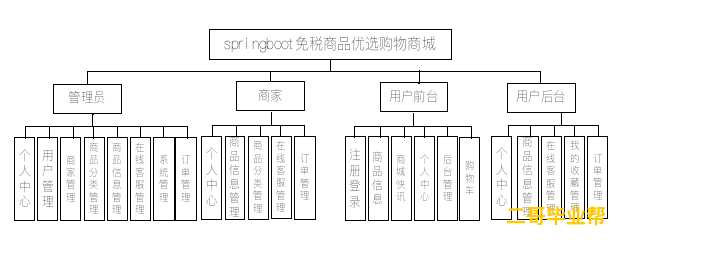 springboot免税商品优选购物商城
管理员
商家
用户前台
用户后台
个人中心
用户管理
商家管理
商品分类管理
商品信息管理
在线客服管理
系统管理
订单管理
个人中心
商品信息管理
商品分类管理
在线客服管理
订单管理
注册登录
商品信息
商城快讯
个人中心
后台管理
购物车
个人中心
商品信息管理
在线客服管理
我的收藏管理
订单管理
二哥毕业帮